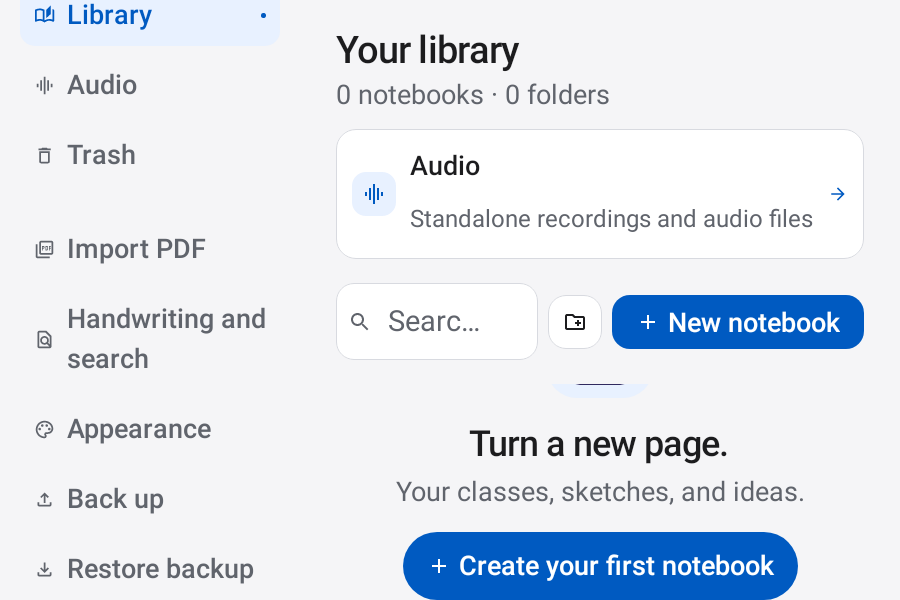 Library
Audio
Trash
Import PDF
Handwriting and
search
Appearance
Back up
Restore backup
Your library
0 notebooks · 0 folders
Audio
Standalone recordings and audio files
Searc…
New notebook
Turn a new page.
Your classes, sketches, and ideas.
Create your first notebook